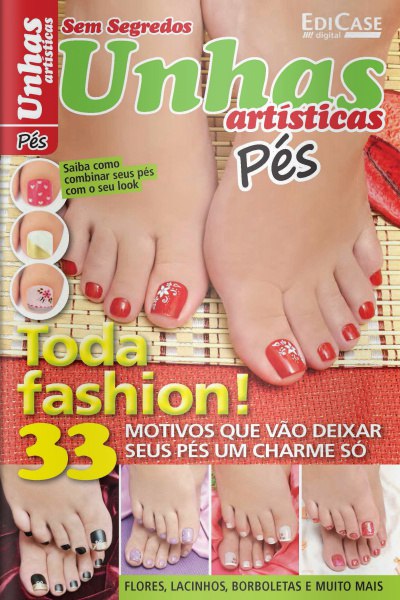 Unhas
artísticas
Pés
Sem Segredos
EDICASE
digital
Unhas
artísticas
Pés
Saiba como
combinar seus pés
com o seu look
Toda
fashion!
33
MOTIVOS QUE VÃO DEIXAR
SEUS PÉS UM CHARME SÓ
FLORES, LACINHOS, BORBOLETAS E MUITO MAIS